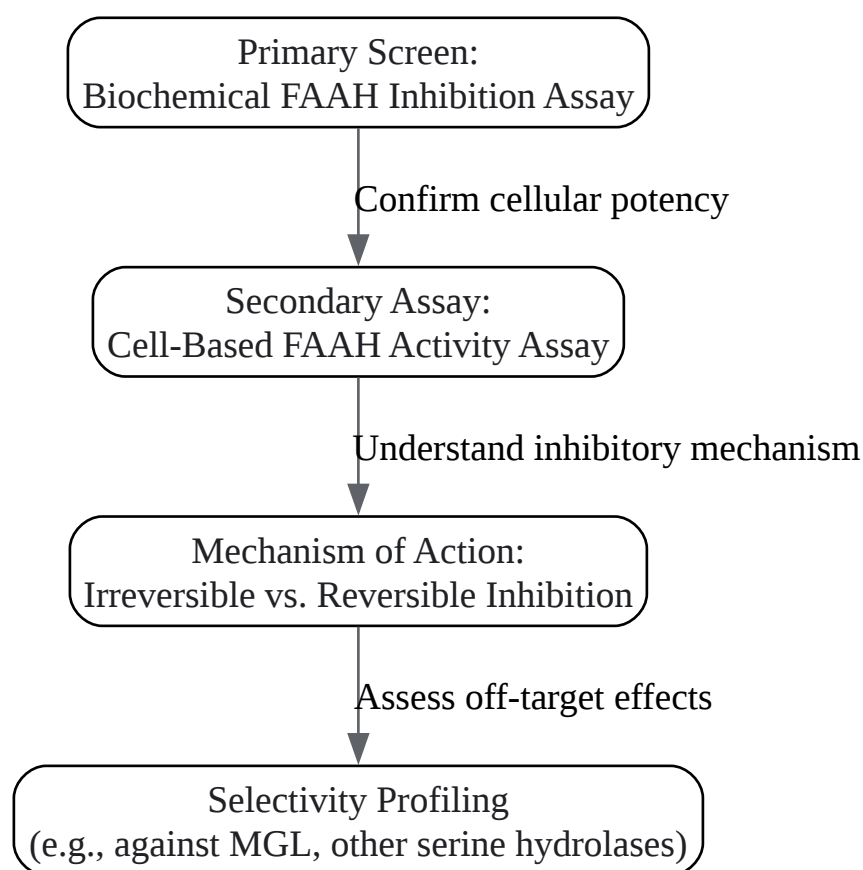 Primary Screen:
Biochemical FAAH Inhibition Assay
Confirm cellular potency
Secondary Assay:
Cell-Based FAAH Activity Assay
Understand inhibitory mechanism
Mechanism of Action:
Irreversible vs. Reversible Inhibition
Assess off-target effects
Selectivity Profiling
(e.g., against MGL, other serine hydrolases)